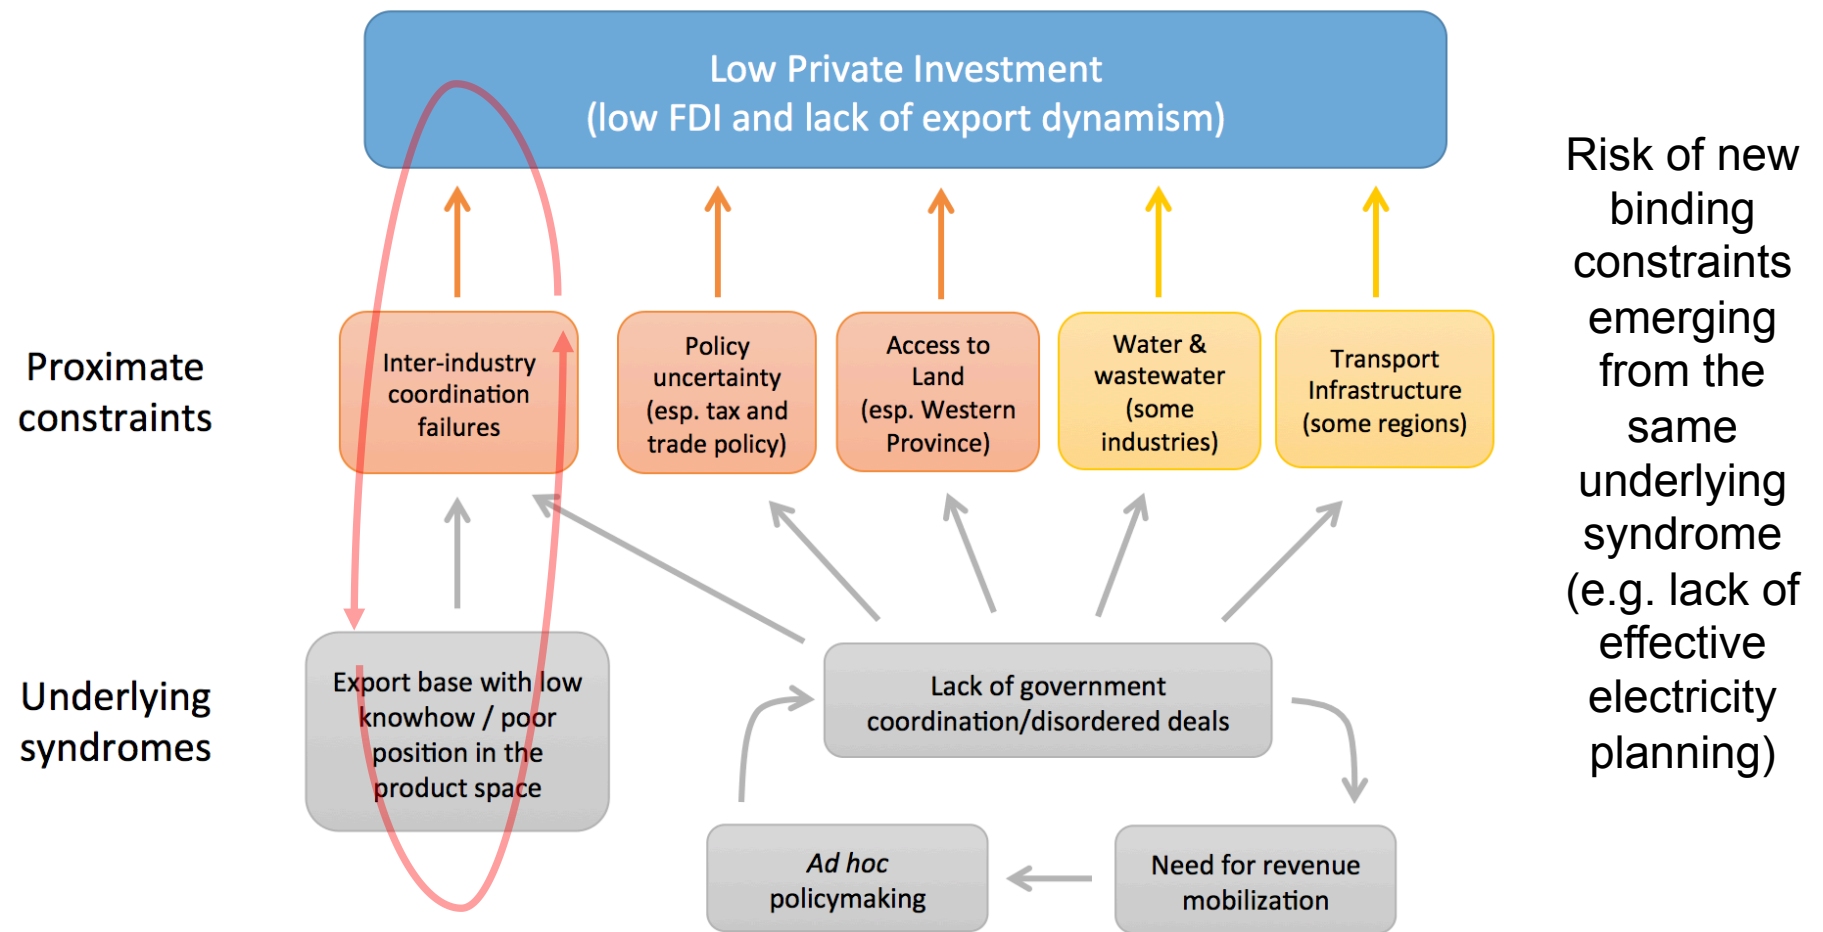 Low Private Investment
(low FDI and lack of export dynamism)
Proximate
constraints
Inter-industry
coordination
failures
Policy
uncertainty
(esp. tax and
trade policy)
Access to
Land
(esp. Western
Province)
Water &
wastewater
(some
industries)
Transport
Infrastructure
(some regions)
Underlying
syndromes
Export base with low
knowhow / poor
position in the
product space
Lack of government
coordination/disordered deals
Ad hoc
policymaking
Need for revenue
mobilization
Risk of new
binding
constraints
emerging
from the
same
underlying
syndrome
(e.g. lack of
effective
electricity
planning)